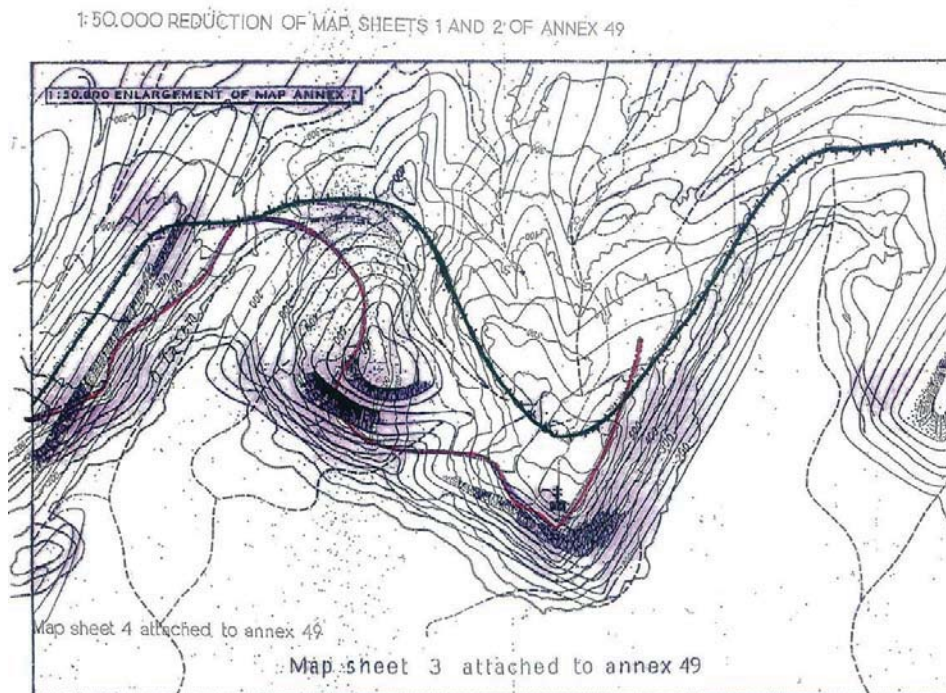 1:50.000 REDUCTION OF MAP SHEETS 1 AND 2 OF ANNEX 49
1:50.000 ENLARGEMENT OF MAP ANNEX I
Map sheet 4 attached to annex 49
Map sheet 3 attached to annex 49